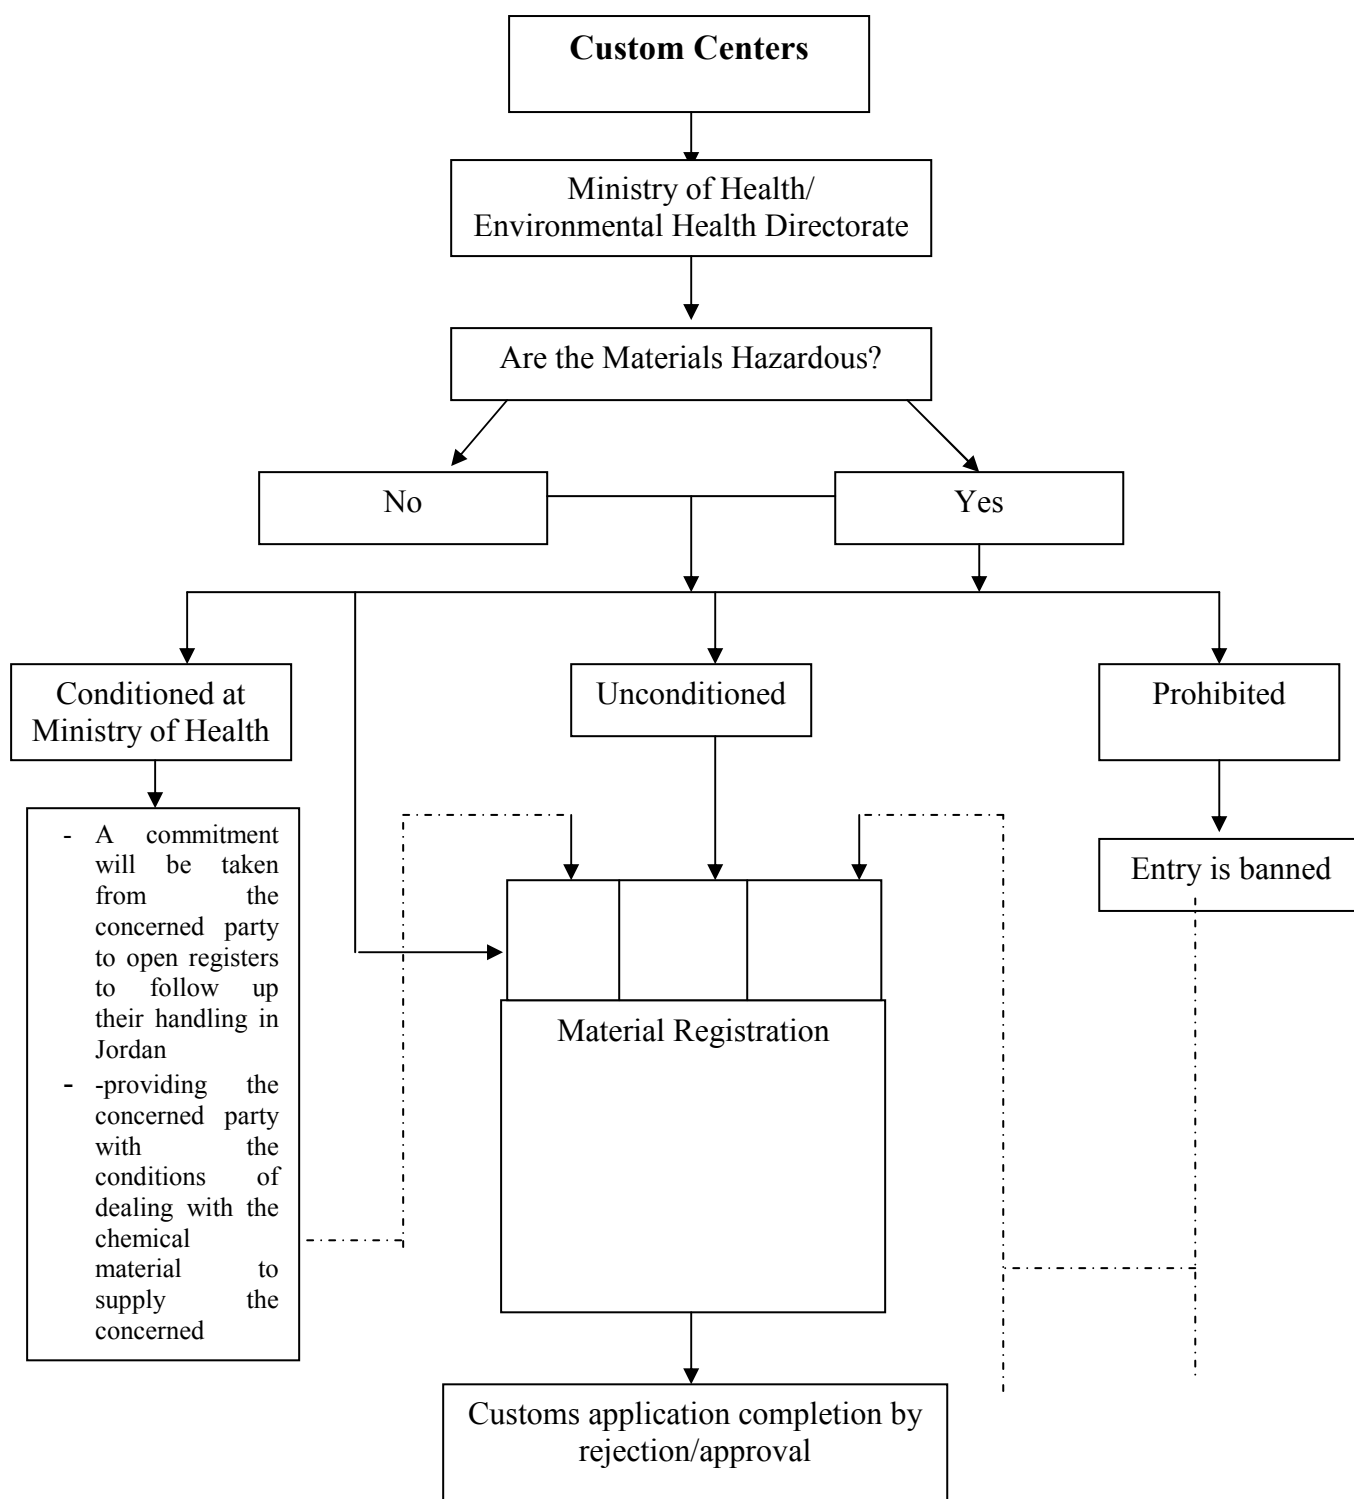 Custom Centers
Ministry of Health/
Environmental Health Directorate
Are the Materials Hazardous?
No
Yes
Conditioned at
Ministry of Health
Unconditioned
Prohibited
- A commitment
will be taken
from the
concerned party
to open registers
to follow up
their handling in
Jordan
- -providing the
concerned party
with the
conditions of
dealing with the
chemical
material to
supply the
concerned
Entry is banned
Material Registration
Customs application completion by
rejection/approval